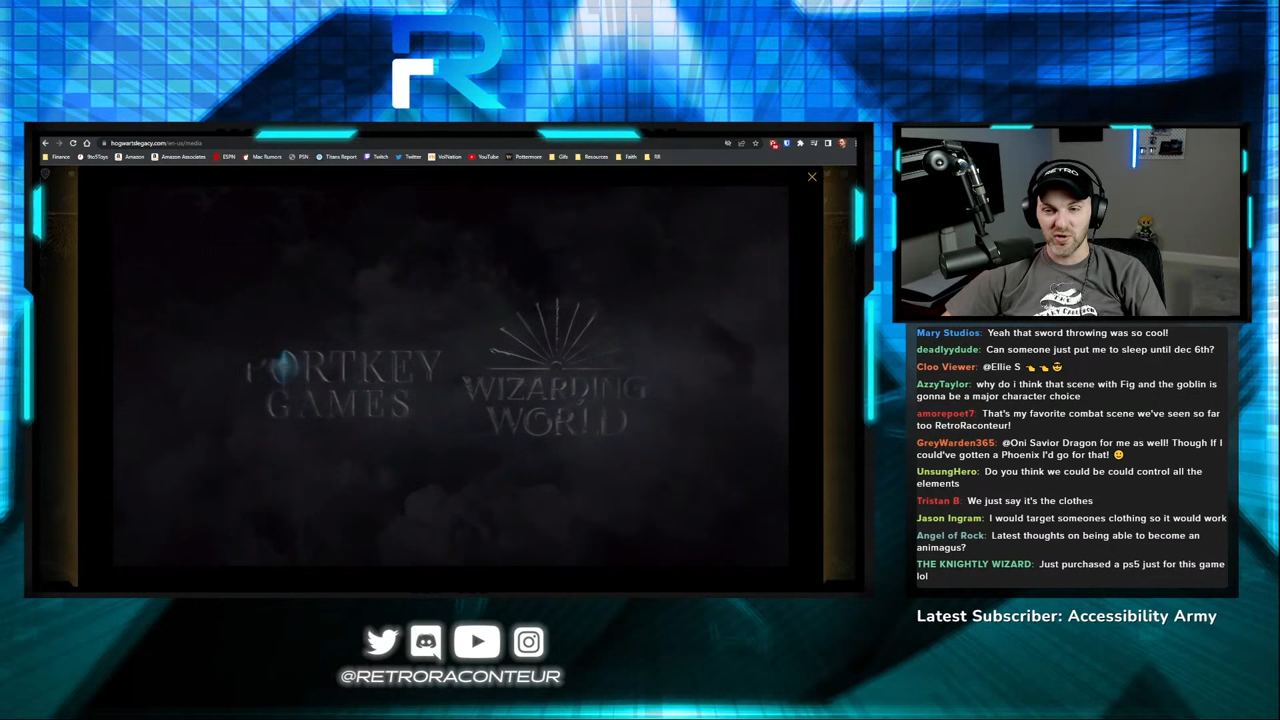 hogwartslegacy.com/en-us/media
Finance 9to5Toys Amazon Amazon Associates ESPN Mac Rumors PSN Titans Report Twitch Twitter VolNation YouTube Pottermore Gifs Resources Faith RR
PORTKEY
GAMES
WIZARDING
WORLD
RETRO
Mary Studios: Yeah that sword throwing was so cool!
deadlyydude: Can someone just put me to sleep until dec 6th?
Cloo Viewer: @Ellie S 👈 👈 😎
AzzyTaylor: why do i think that scene with Fig and the goblin is
gonna be a major character choice
amorepoet7: That's my favorite combat scene we've seen so far
too RetroRaconteur!
GreyWarden365: @Oni Savior Dragon for me as well! Though If I
could've gotten a Phoenix I'd go for that! 🙂
UnsungHero: Do you think we could be could control all the
elements
Tristan B: We just say it's the clothes
Jason Ingram: I would target someones clothing so it would work
Angel of Rock: Latest thoughts on being able to become an
animagus?
THE KNIGHTLY WIZARD: Just purchased a ps5 just for this game
lol
Latest Subscriber: Accessibility Army
@RETRORACONTEUR